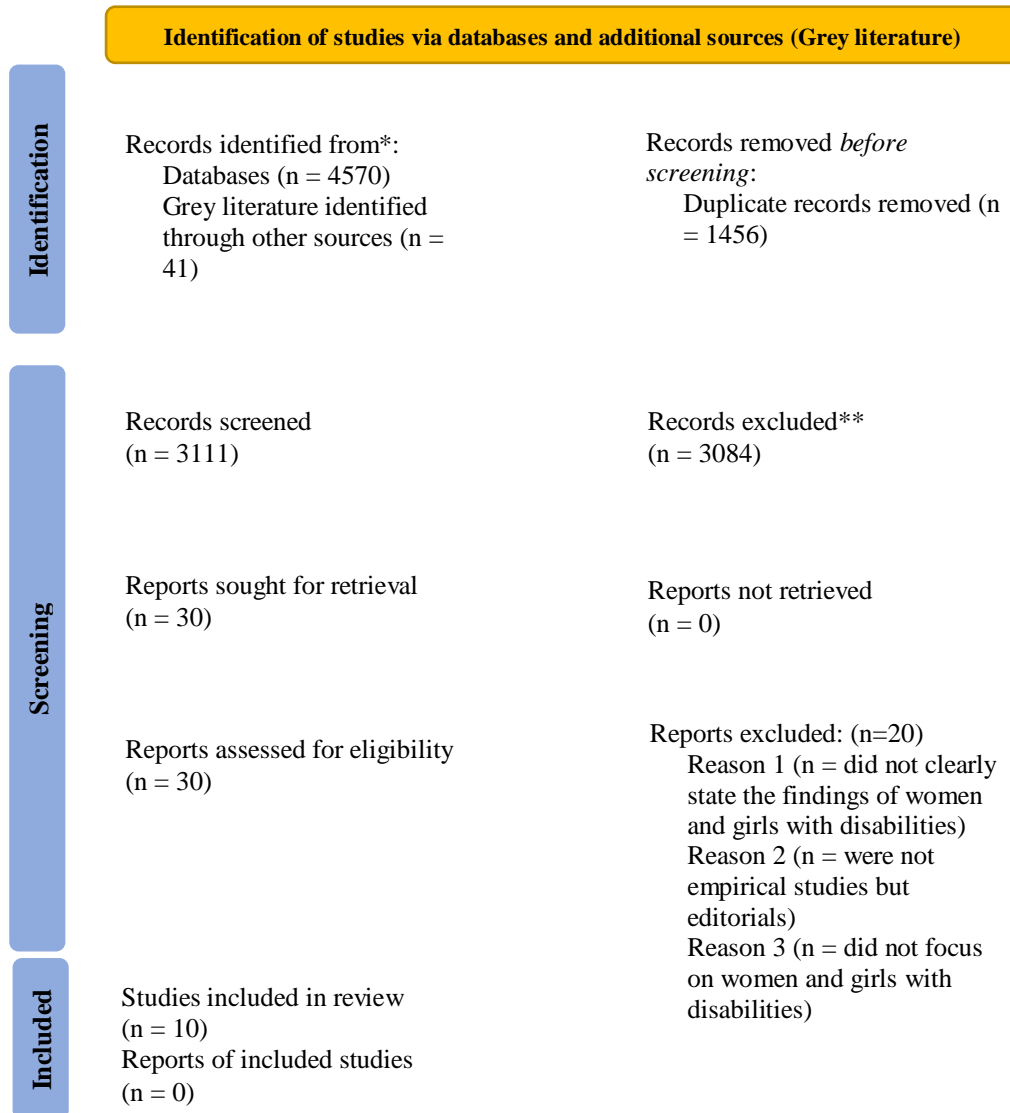 Identification of studies via databases and additional sources (Grey literature)
Identification
Records identified from*:
Databases (n = 4570)
Grey literature identified
through other sources (n =
41)
Records removed before
screening:
Duplicate records removed (n
= 1456)
Screening
Records screened
(n = 3111)
Records excluded**
(n = 3084)
Reports sought for retrieval
(n = 30)
Reports not retrieved
(n = 0)
Reports assessed for eligibility
(n = 30)
Reports excluded: (n=20)
Reason 1 (n = did not clearly
state the findings of women
and girls with disabilities)
Reason 2 (n = were not
empirical studies but
editorials)
Reason 3 (n = did not focus
on women and girls with
disabilities)
Included
Studies included in review
(n = 10)
Reports of included studies
(n = 0)